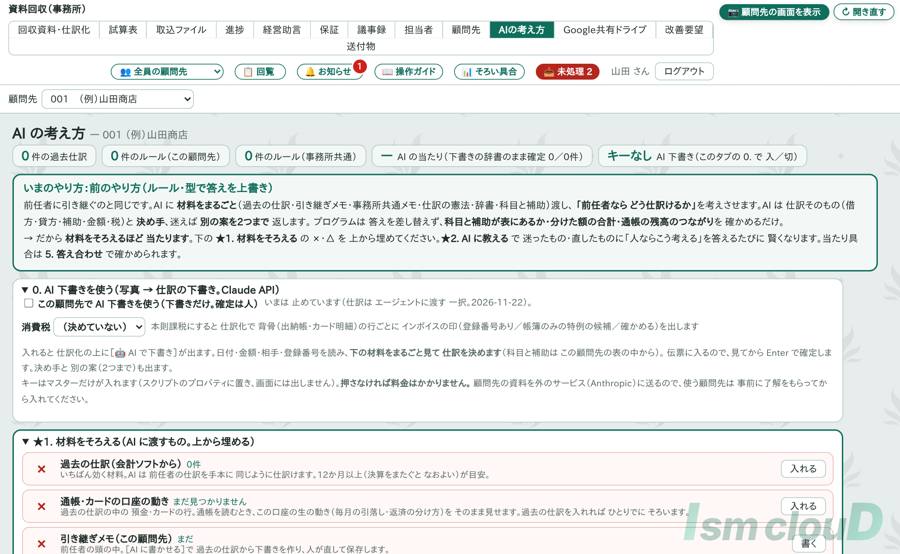 資料回収(事務所)
📷 顧問先の画面を表示
開き直す
回収資料・仕訳化 試算表 取込ファイル 進捗 経営助言 保証 議事録 担当者 顧問先 AIの考え方 Google共有ドライブ 改善要望
送付物
👥 全員の顧問先 📋 回覧 🔔 お知らせ 1 📖 操作ガイド 📊 そろい具合 📥 未処理 2 山田 さん ログアウト
顧問先 001 (例)山田商店
AI の考え方 — 001 (例)山田商店
0 件の過去仕訳 0 件のルール(この顧問先) 0 件のルール(事務所共通) — AI の当たり(下書きの辞書のまま確定 0/0件) キーなし AI 下書き(このタブの 0. で 入/切)
いまのやり方:前のやり方(ルール・型で答えを上書き)
前任者に引き継ぐのと同じです。AI に 材料をまるごと(過去の仕訳・引き継ぎメモ・事務所共通メモ・仕訳の憲法・辞書・科目と補助)渡し、「前任者なら どう仕訳けるか」を考えさせます。AI は 仕訳そのもの(借
方・貸方・補助・金額・税)と 決め手、迷えば 別の案を2つまで 返します。 プログラムは 答えを差し替えず、科目と補助が表にあるか・分けた額の合計・通帳の残高のつながりを 確かめるだけ。
→ だから 材料をそろえるほど 当たります。下の ★1. 材料をそろえる の ×・△ を 上から埋めてください。★2. AI に教える で 迷ったもの・直したものに「人ならこう考える」を答えるたびに 賢くなります。当たり具
合は 5. 答え合わせ で確かめられます。
▼ 0. AI 下書きを使う(写真 → 仕訳の下書き。Claude API)
この顧問先で AI 下書きを使う(下書きだけ。確定は人) いまは 止めています(仕訳は エージェントに渡す 一択。2026-11-22)。
消費税 (決めていない) 本則課税にすると 仕訳化で 背骨(出納帳・カード明細)の行ごとに インボイスの印(登録番号あり/帳簿のみの特例の候補/確かめる)を出します
入れると 仕訳化の上に[🤖 AI で下書き]が出ます。日付・金額・相手・登録番号を読み、下の材料をまるごと見て 仕訳を決めます(科目と補助は この顧問先の表の中から)。 伝票に入るので、見てから Enter で確定しま
す。決め手と 別の案(2つまで)も出ます。
キーはマスターだけが入れます(スクリプトのプロパティに置き、画面には出しません)。押さなければ料金はかかりません。 顧問先の資料を外のサービス(Anthropic)に送るので、使う顧問先は 事前に了解をもらってか
ら入れてください。
▼ ★1. 材料をそろえる(AI に渡すもの。上から埋める)
× 過去の仕訳(会計ソフトから) 0件 入れる
いちばん効く材料。AI は 前任者の仕訳を手本に 同じように仕訳けます。12か月以上(決算をまたぐと なおよい)が目安。
× 通帳・カードの口座の動き まだ見つかりません 入れる
過去の仕訳の中の 預金・カードの行。通帳を読むとき、この口座の生の動き(毎月の引落し・返済の分け方)を そのまま見せます。過去の仕訳を入れれば ひとりでに そろいます。
× 引き継ぎメモ(この顧問先) まだ 書く
前任者の頭の中。[AI に書かせる]で 過去の仕訳から下書きを作り、人が直して保存します。
Ism clouD